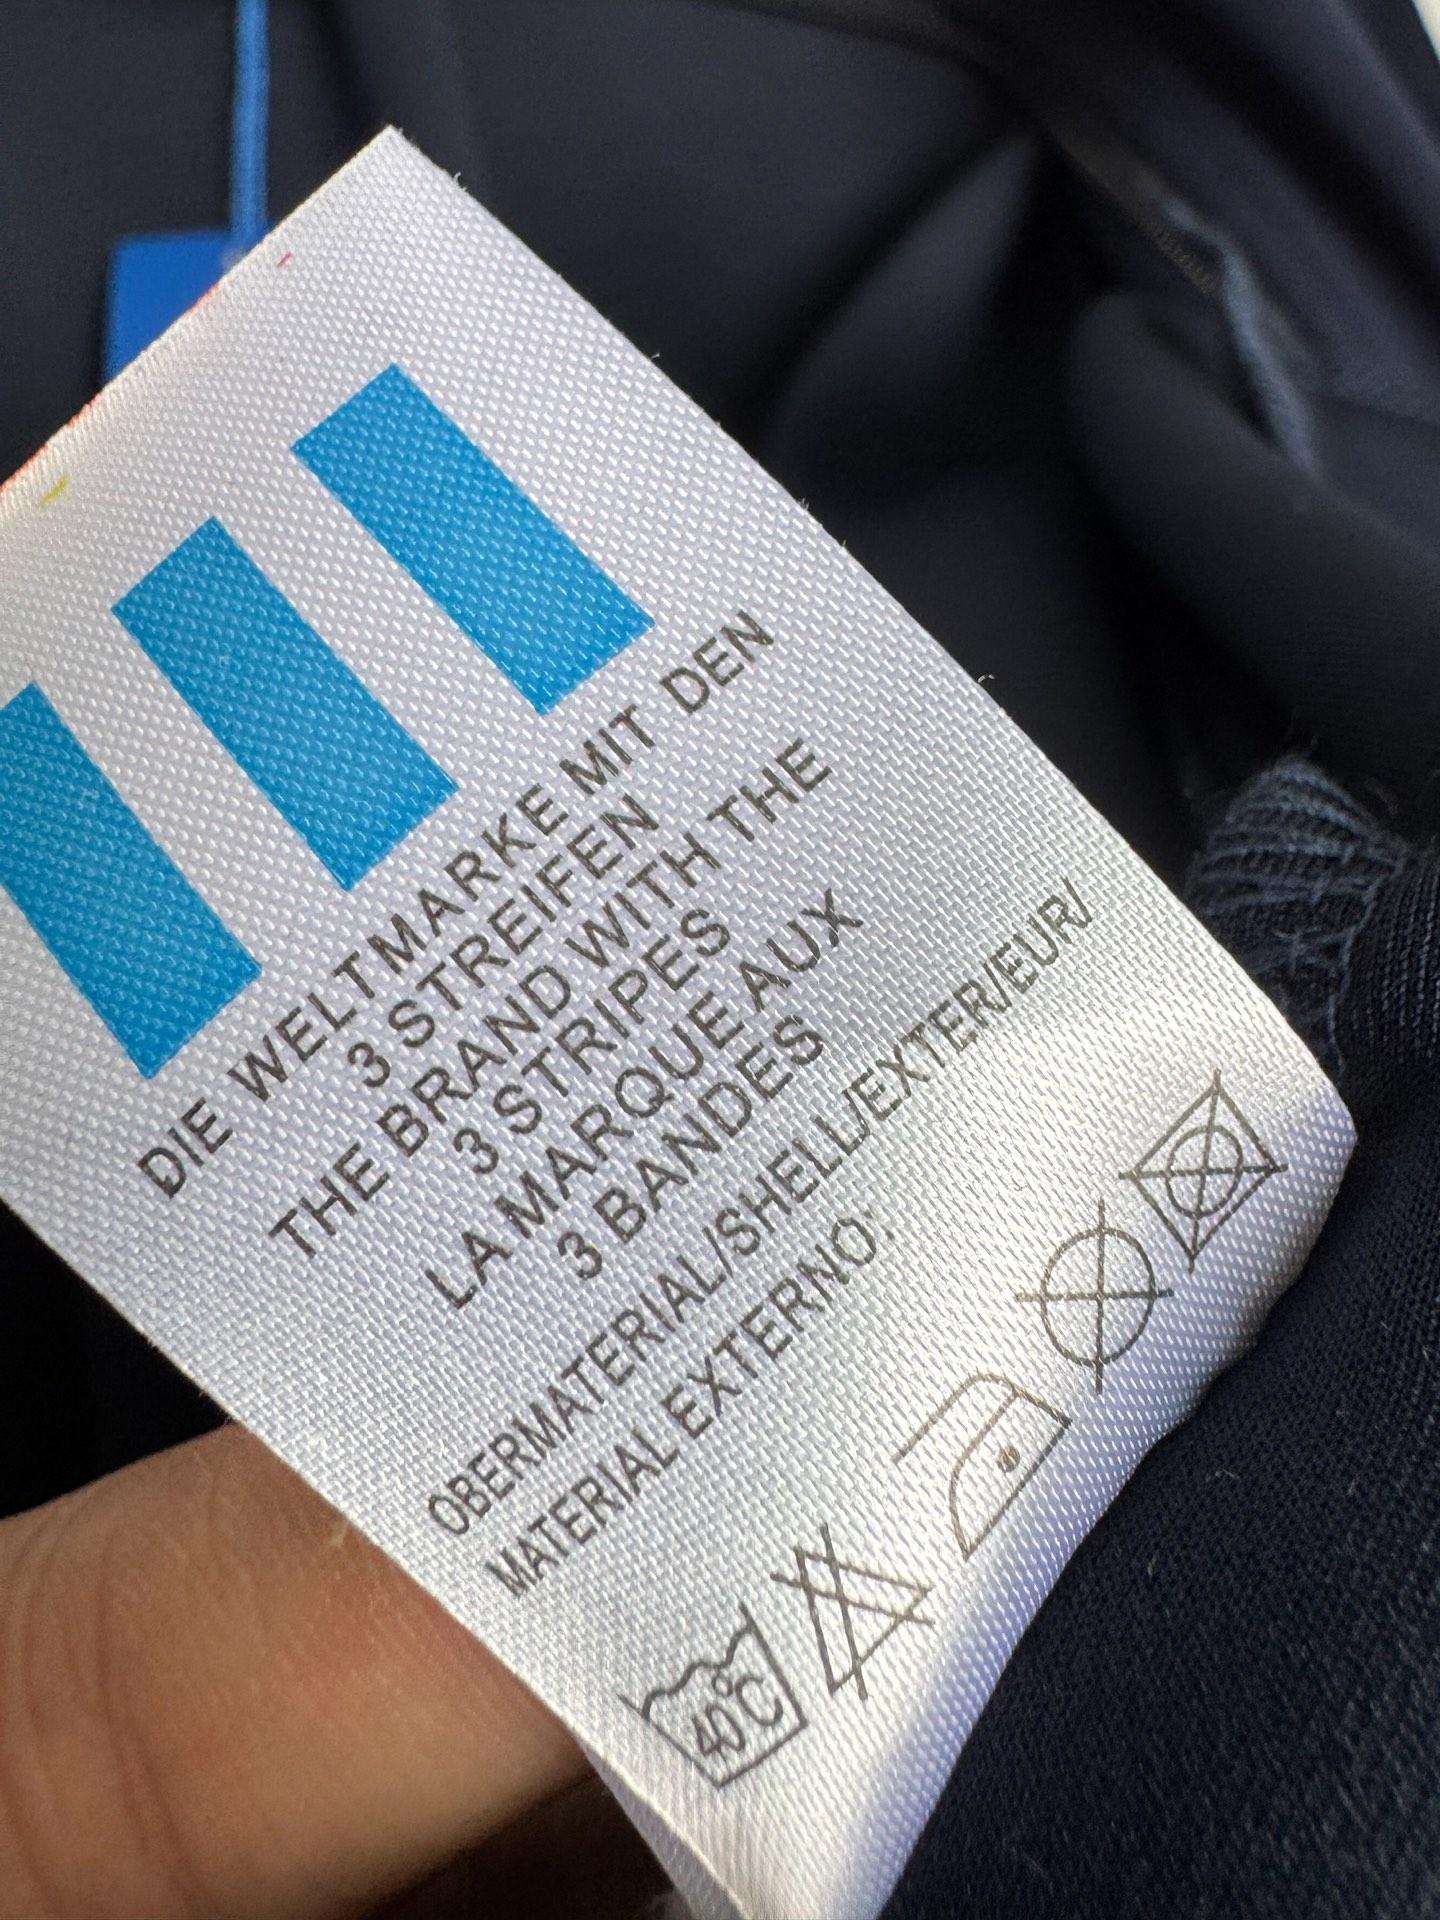 DIE WELTMARKE MIT DEN
3 STREIFEN
THE BRAND WITH THE
3 STRIPES
LA MARQUE AUX
3 BANDES
OBERMATERIAL/SHELL/EXTERIEUR/
MATERIAL EXTERNO:
40°C